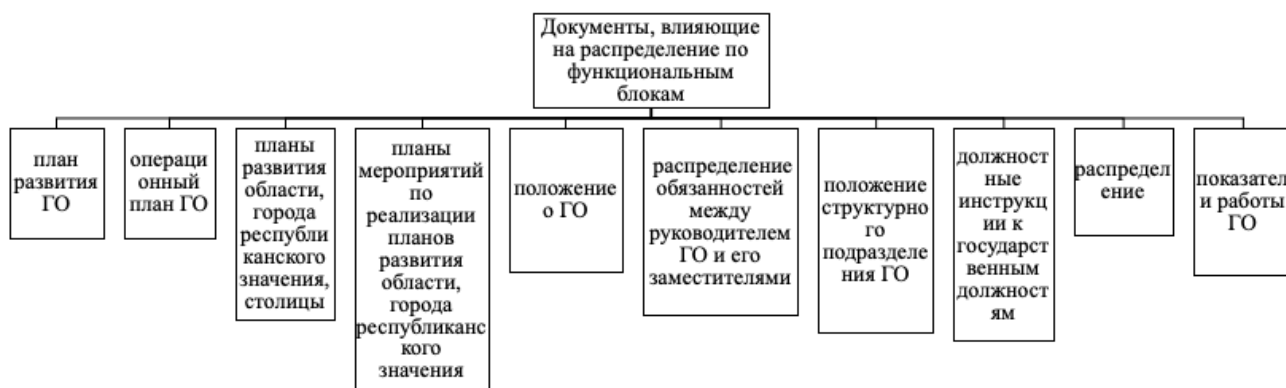 Документы, влияющие
на распределение по
функциональным
блокам
план
развития
ГО
операци
онный
план ГО
планы
развития
области,
города
республи
канского
значения,
столицы
планы
мероприятий
по
реализации
планов
развития
области,
города
республиканс
кого
значения
положение
о ГО
распределение
обязанностей
между
руководителем
ГО и его
заместителями
положение
структурно
го
подразделе
ния ГО
должност
ные
инструкц
ии к
государст
венным
должност
ям
распредел
ение
показател
и работы
ГО